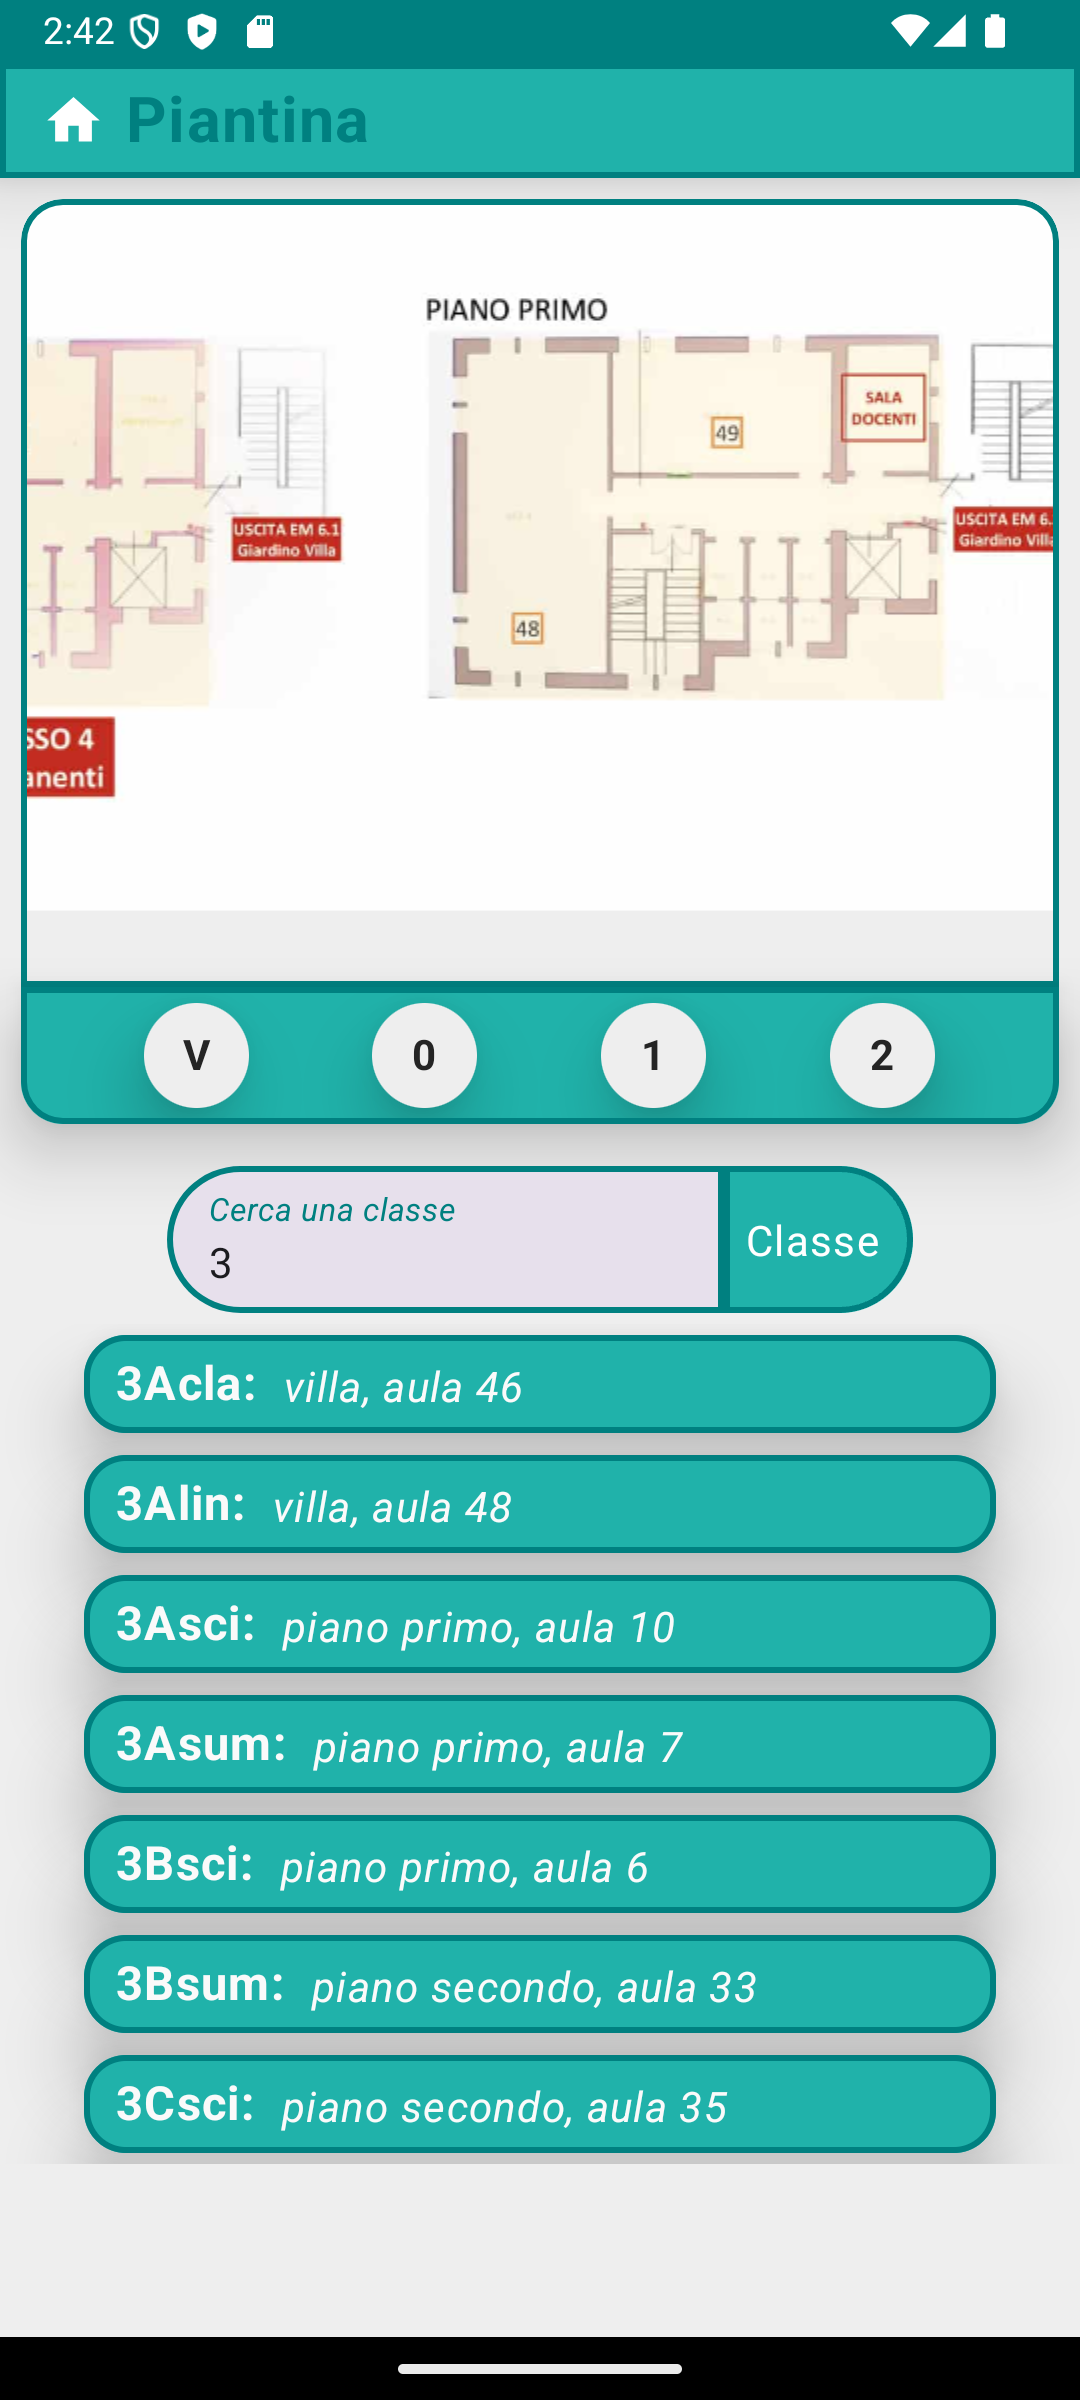 2:42
Piantina
PIANO PRIMO
SALA
DOCENTI
49
USCITA EM 6.1
Giardino Villa
USCITA EM 6.
Giardino Villa
48
SSO 4
anenti
V
0
1
2
Cerca una classe
3
Classe
3Acla: villa, aula 46
3Alin: villa, aula 48
3Asci: piano primo, aula 10
3Asum: piano primo, aula 7
3Bsci: piano primo, aula 6
3Bsum: piano secondo, aula 33
3Csci: piano secondo, aula 35